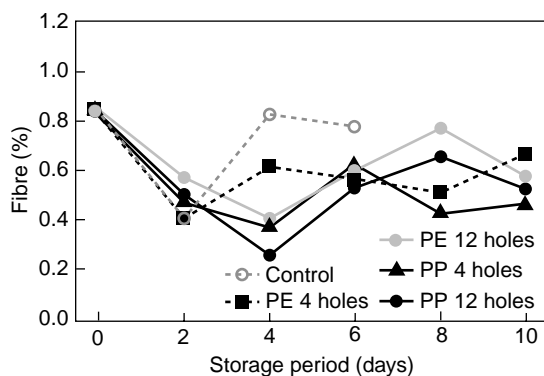 1.2
1.0
0.8
0.6
0.4
0.2
0.0
Fibre (%)
PE 12 holes
Control
PP 4 holes
PE 4 holes
PP 12 holes
0 2 4 6 8 10
Storage period (days)